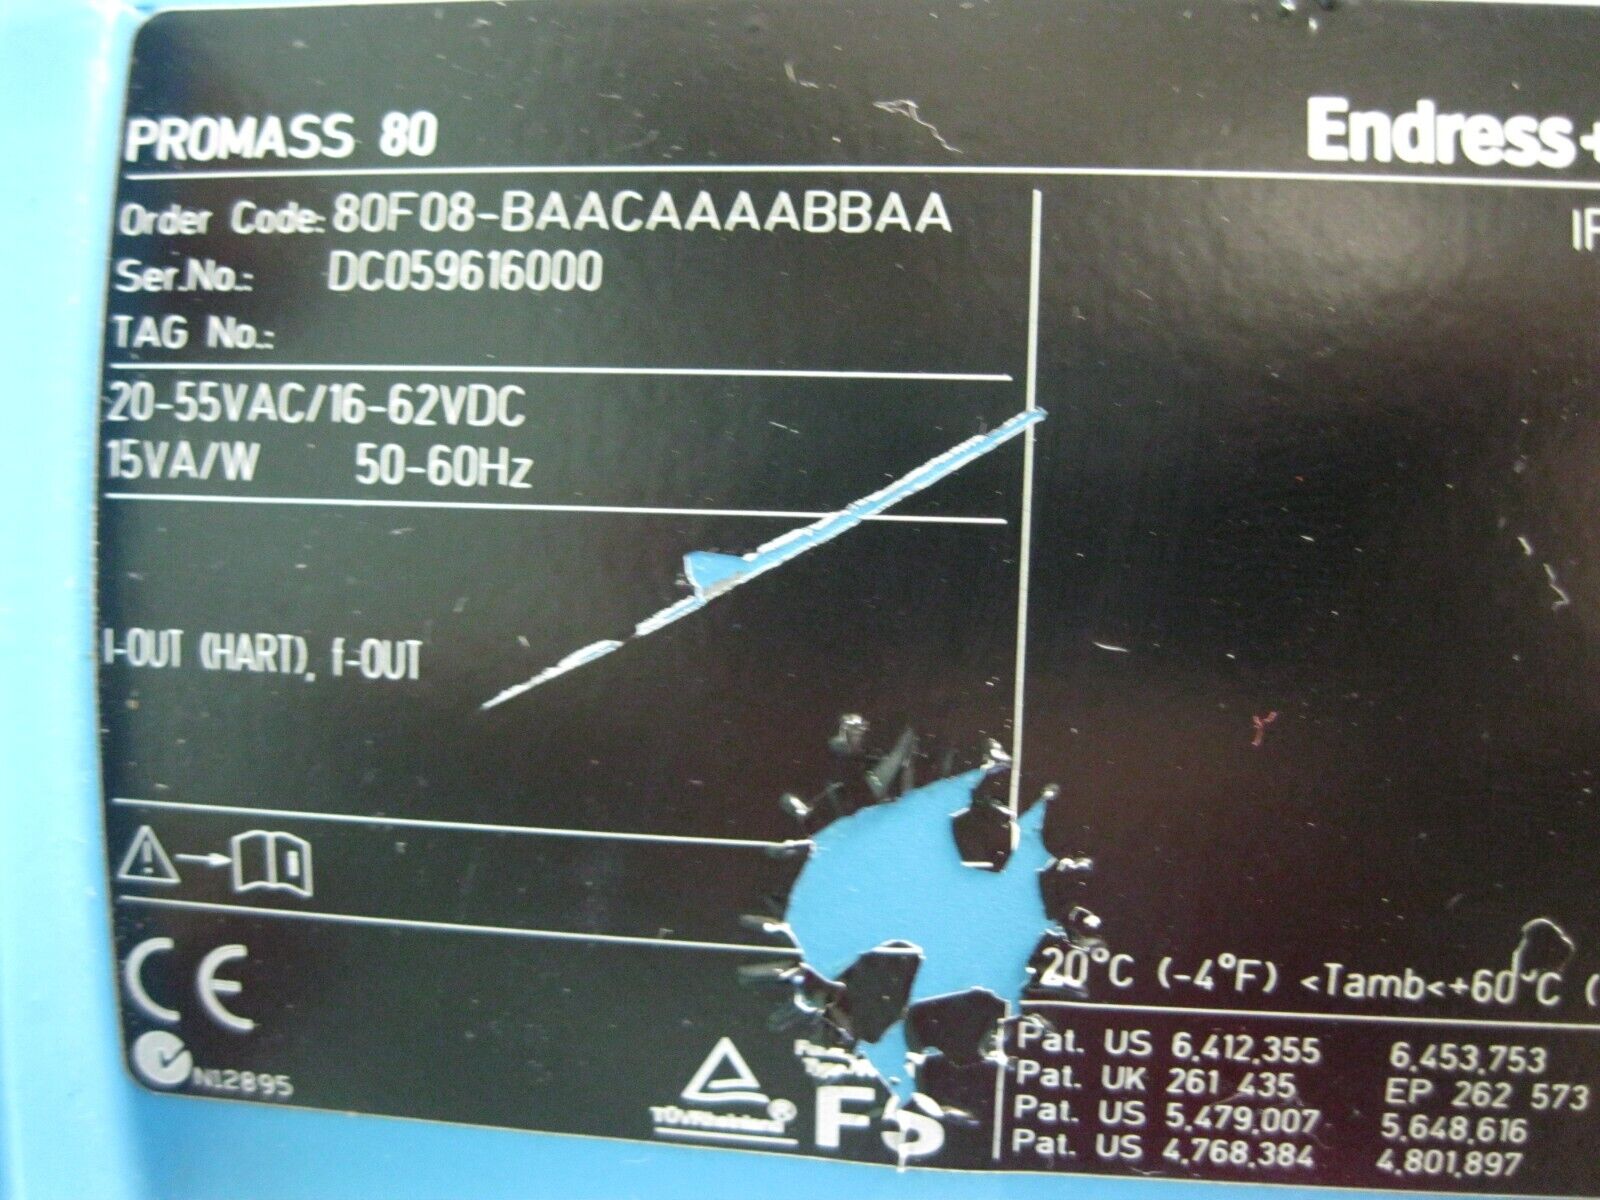 PROMASS 80
Endress+
Order Code: 80F08-BAACAAAABBAA
IP
Ser.No.: DC059616000
TAG No.:
20-55VAC/16-62VDC
15VA/W 50-60Hz
I-OUT (HART), f-OUT
CE
N12895
TÜVRheinland®
FS
-20°C (-4°F) <Tamb<+60°C (
Pat. US 6,412,355 6,453,753
Pat. UK 261 435 EP 262 573
Pat. US 5,479,007 5,648,616
Pat. US 4,768,384 4,801,897